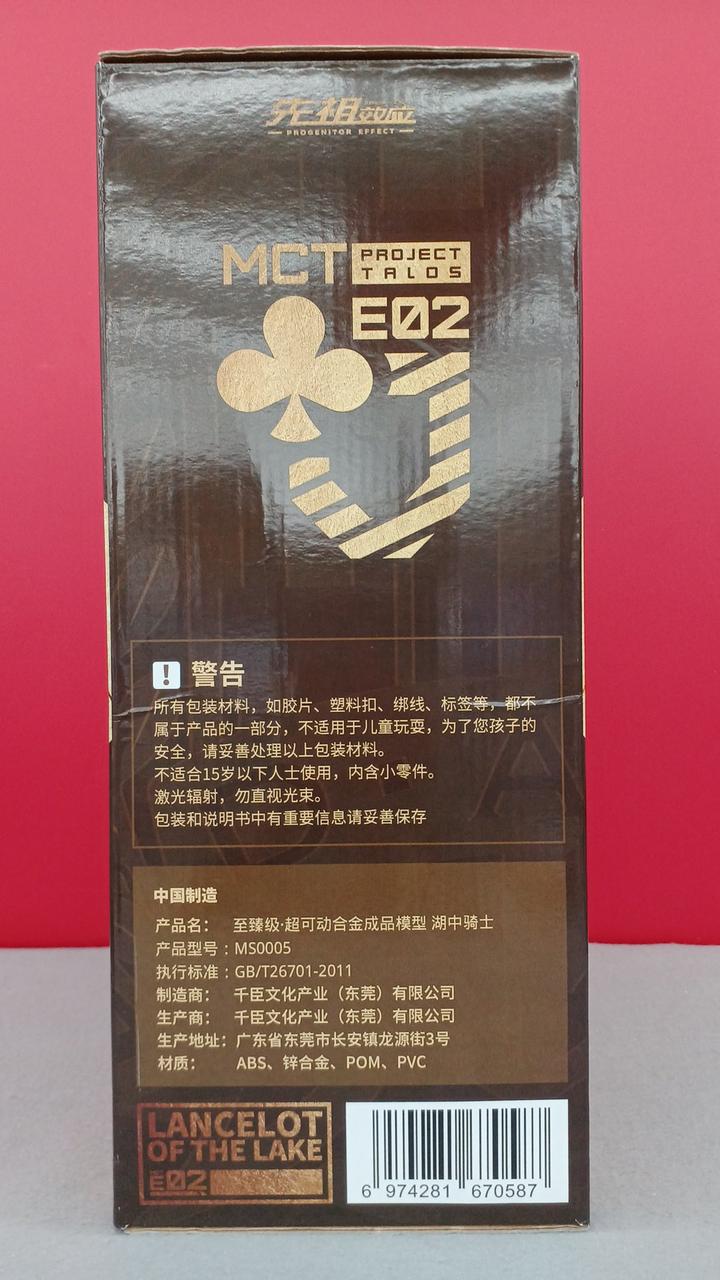 先祖效应
PROGENITOR EFFECT
MCT PROJECT TALOS
E02
! 警告
所有包装材料，如胶片、塑料扣、绑线、标签等，都不
属于产品的一部分，不适用于儿童玩耍，为了您孩子的
安全，请妥善处理以上包装材料。
不适合15岁以下人士使用，内含小零件。
激光辐射，勿直视光束。
包装和说明书中有重要信息请妥善保存
中国制造
产品名： 至臻级·超可动合金成品模型 湖中骑士
产品型号：MS0005
执行标准：GB/T26701-2011
制造商： 千臣文化产业（东莞）有限公司
生产商： 千臣文化产业（东莞）有限公司
生产地址：广东省东莞市长安镇龙源街3号
材质： ABS、锌合金、POM、PVC
LANCELOT
OF THE LAKE
E02
6 974281 670587